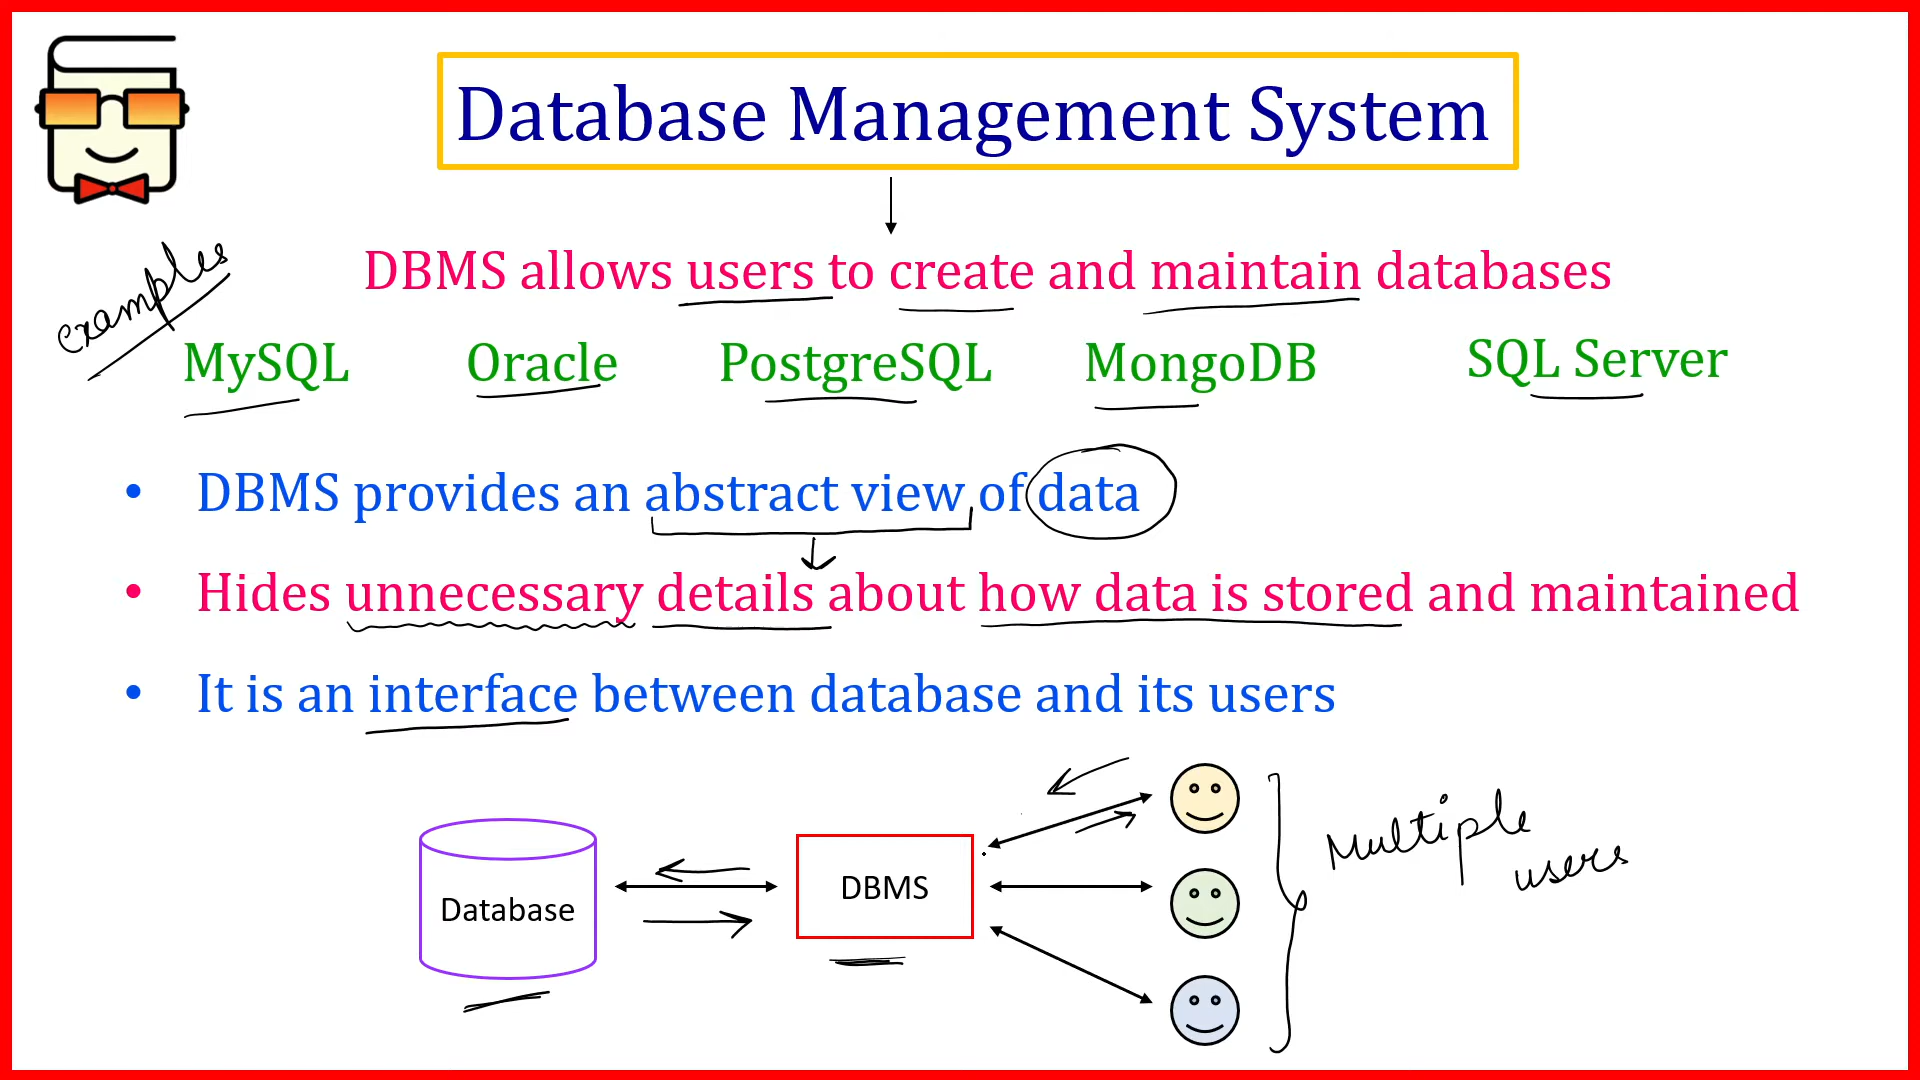 Database Management System
DBMS allows users to create and maintain databases
examples
MySQL Oracle PostgreSQL MongoDB SQL Server
• DBMS provides an abstract view of data
• Hides unnecessary details about how data is stored and maintained
• It is an interface between database and its users
Database
DBMS
Multiple
users